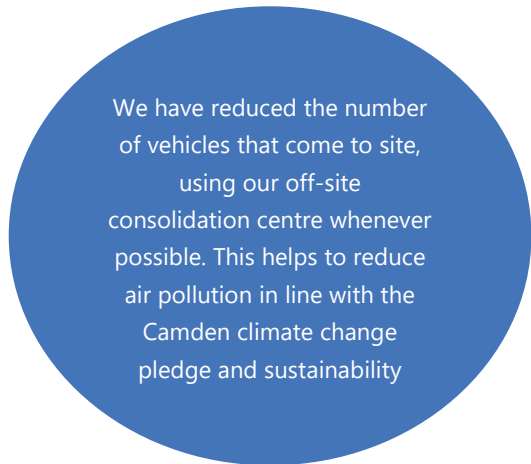 We have reduced the number
of vehicles that come to site,
using our off-site
consolidation centre whenever
possible. This helps to reduce
air pollution in line with the
Camden climate change
pledge and sustainability